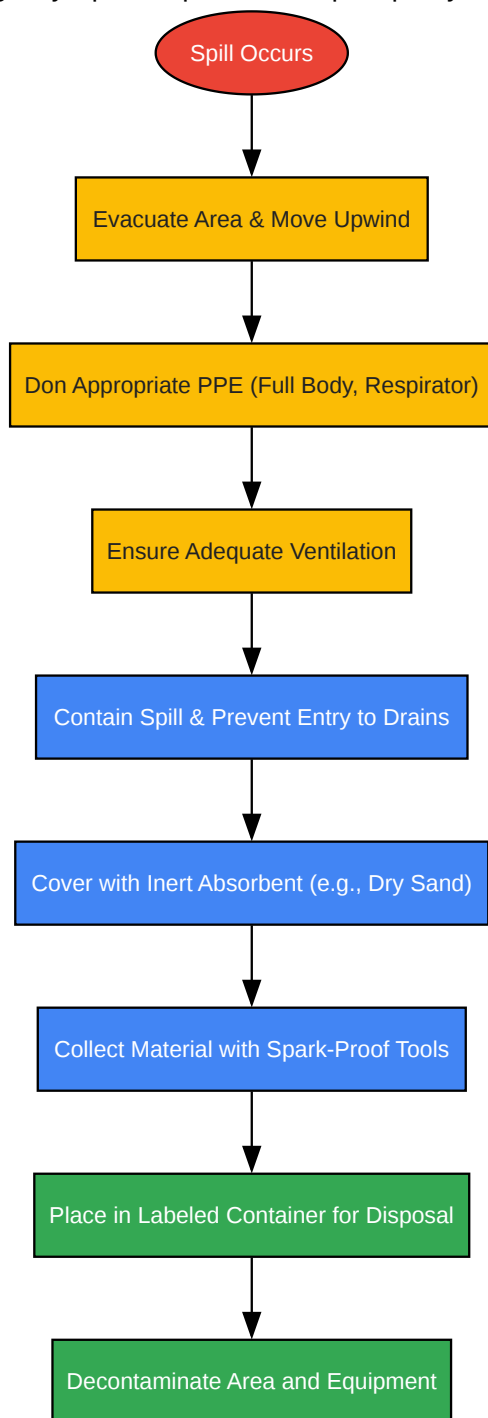 Spill Occurs
Evacuate Area & Move Upwind
Don Appropriate PPE (Full Body, Respirator)
Ensure Adequate Ventilation
Contain Spill & Prevent Entry to Drains
Cover with Inert Absorbent (e.g., Dry Sand)
Collect Material with Spark-Proof Tools
Place in Labeled Container for Disposal
Decontaminate Area and Equipment